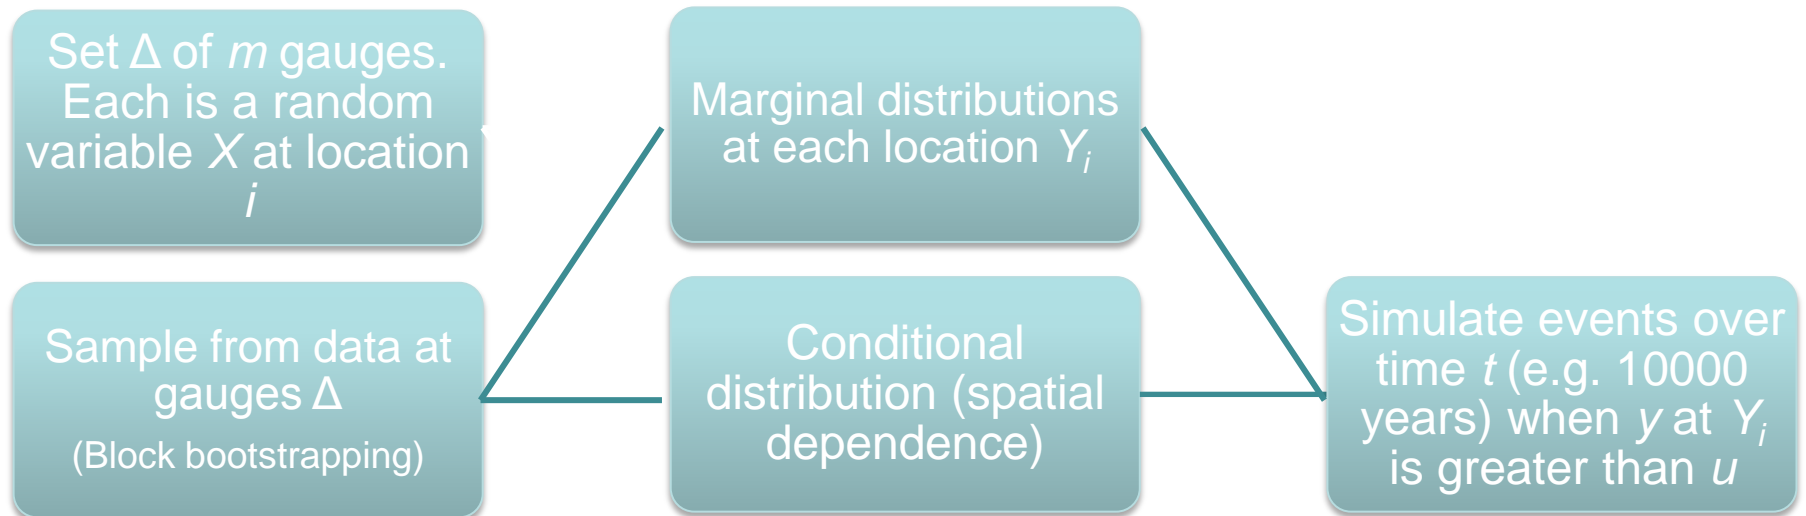 Set Δ of m gauges.
Each is a random
variable X at location
i
Sample from data at
gauges Δ
(Block bootstrapping)
Marginal distributions
at each location Yi
Conditional
distribution (spatial
dependence)
Simulate events over
time t (e.g. 10000
years) when y at Yi
is greater than u